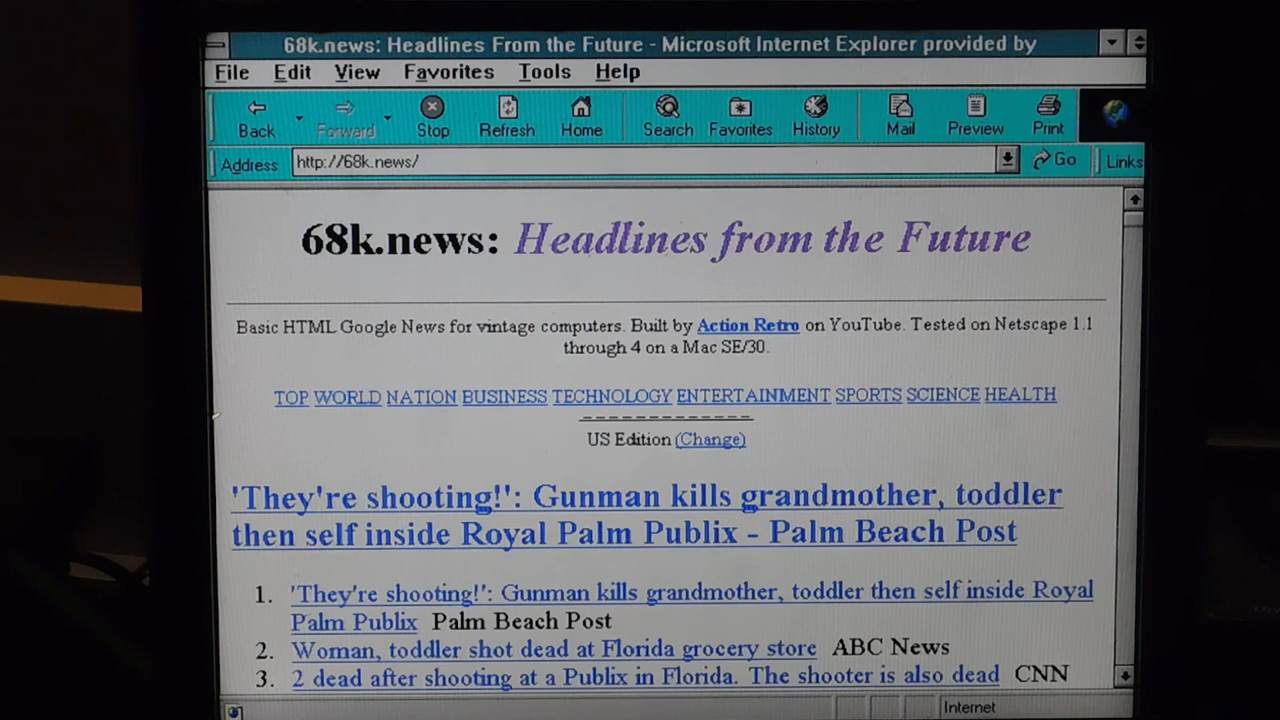 68k.news: Headlines From the Future - Microsoft Internet Explorer provided by
File Edit View Favorites Tools Help
Back Forward Stop Refresh Home Search Favorites History Mail Preview Print
Address http://68k.news/ Go Links
68k.news: Headlines from the Future
Basic HTML Google News for vintage computers. Built by Action Retro on YouTube. Tested on Netscape 1.1
through 4 on a Mac SE/30.
TOP WORLD NATION BUSINESS TECHNOLOGY ENTERTAINMENT SPORTS SCIENCE HEALTH
US Edition (Change)
'They're shooting!': Gunman kills grandmother, toddler
then self inside Royal Palm Publix - Palm Beach Post
1. 'They're shooting!': Gunman kills grandmother, toddler then self inside Royal
Palm Publix Palm Beach Post
2. Woman, toddler shot dead at Florida grocery store ABC News
3. 2 dead after shooting at a Publix in Florida. The shooter is also dead CNN
Internet